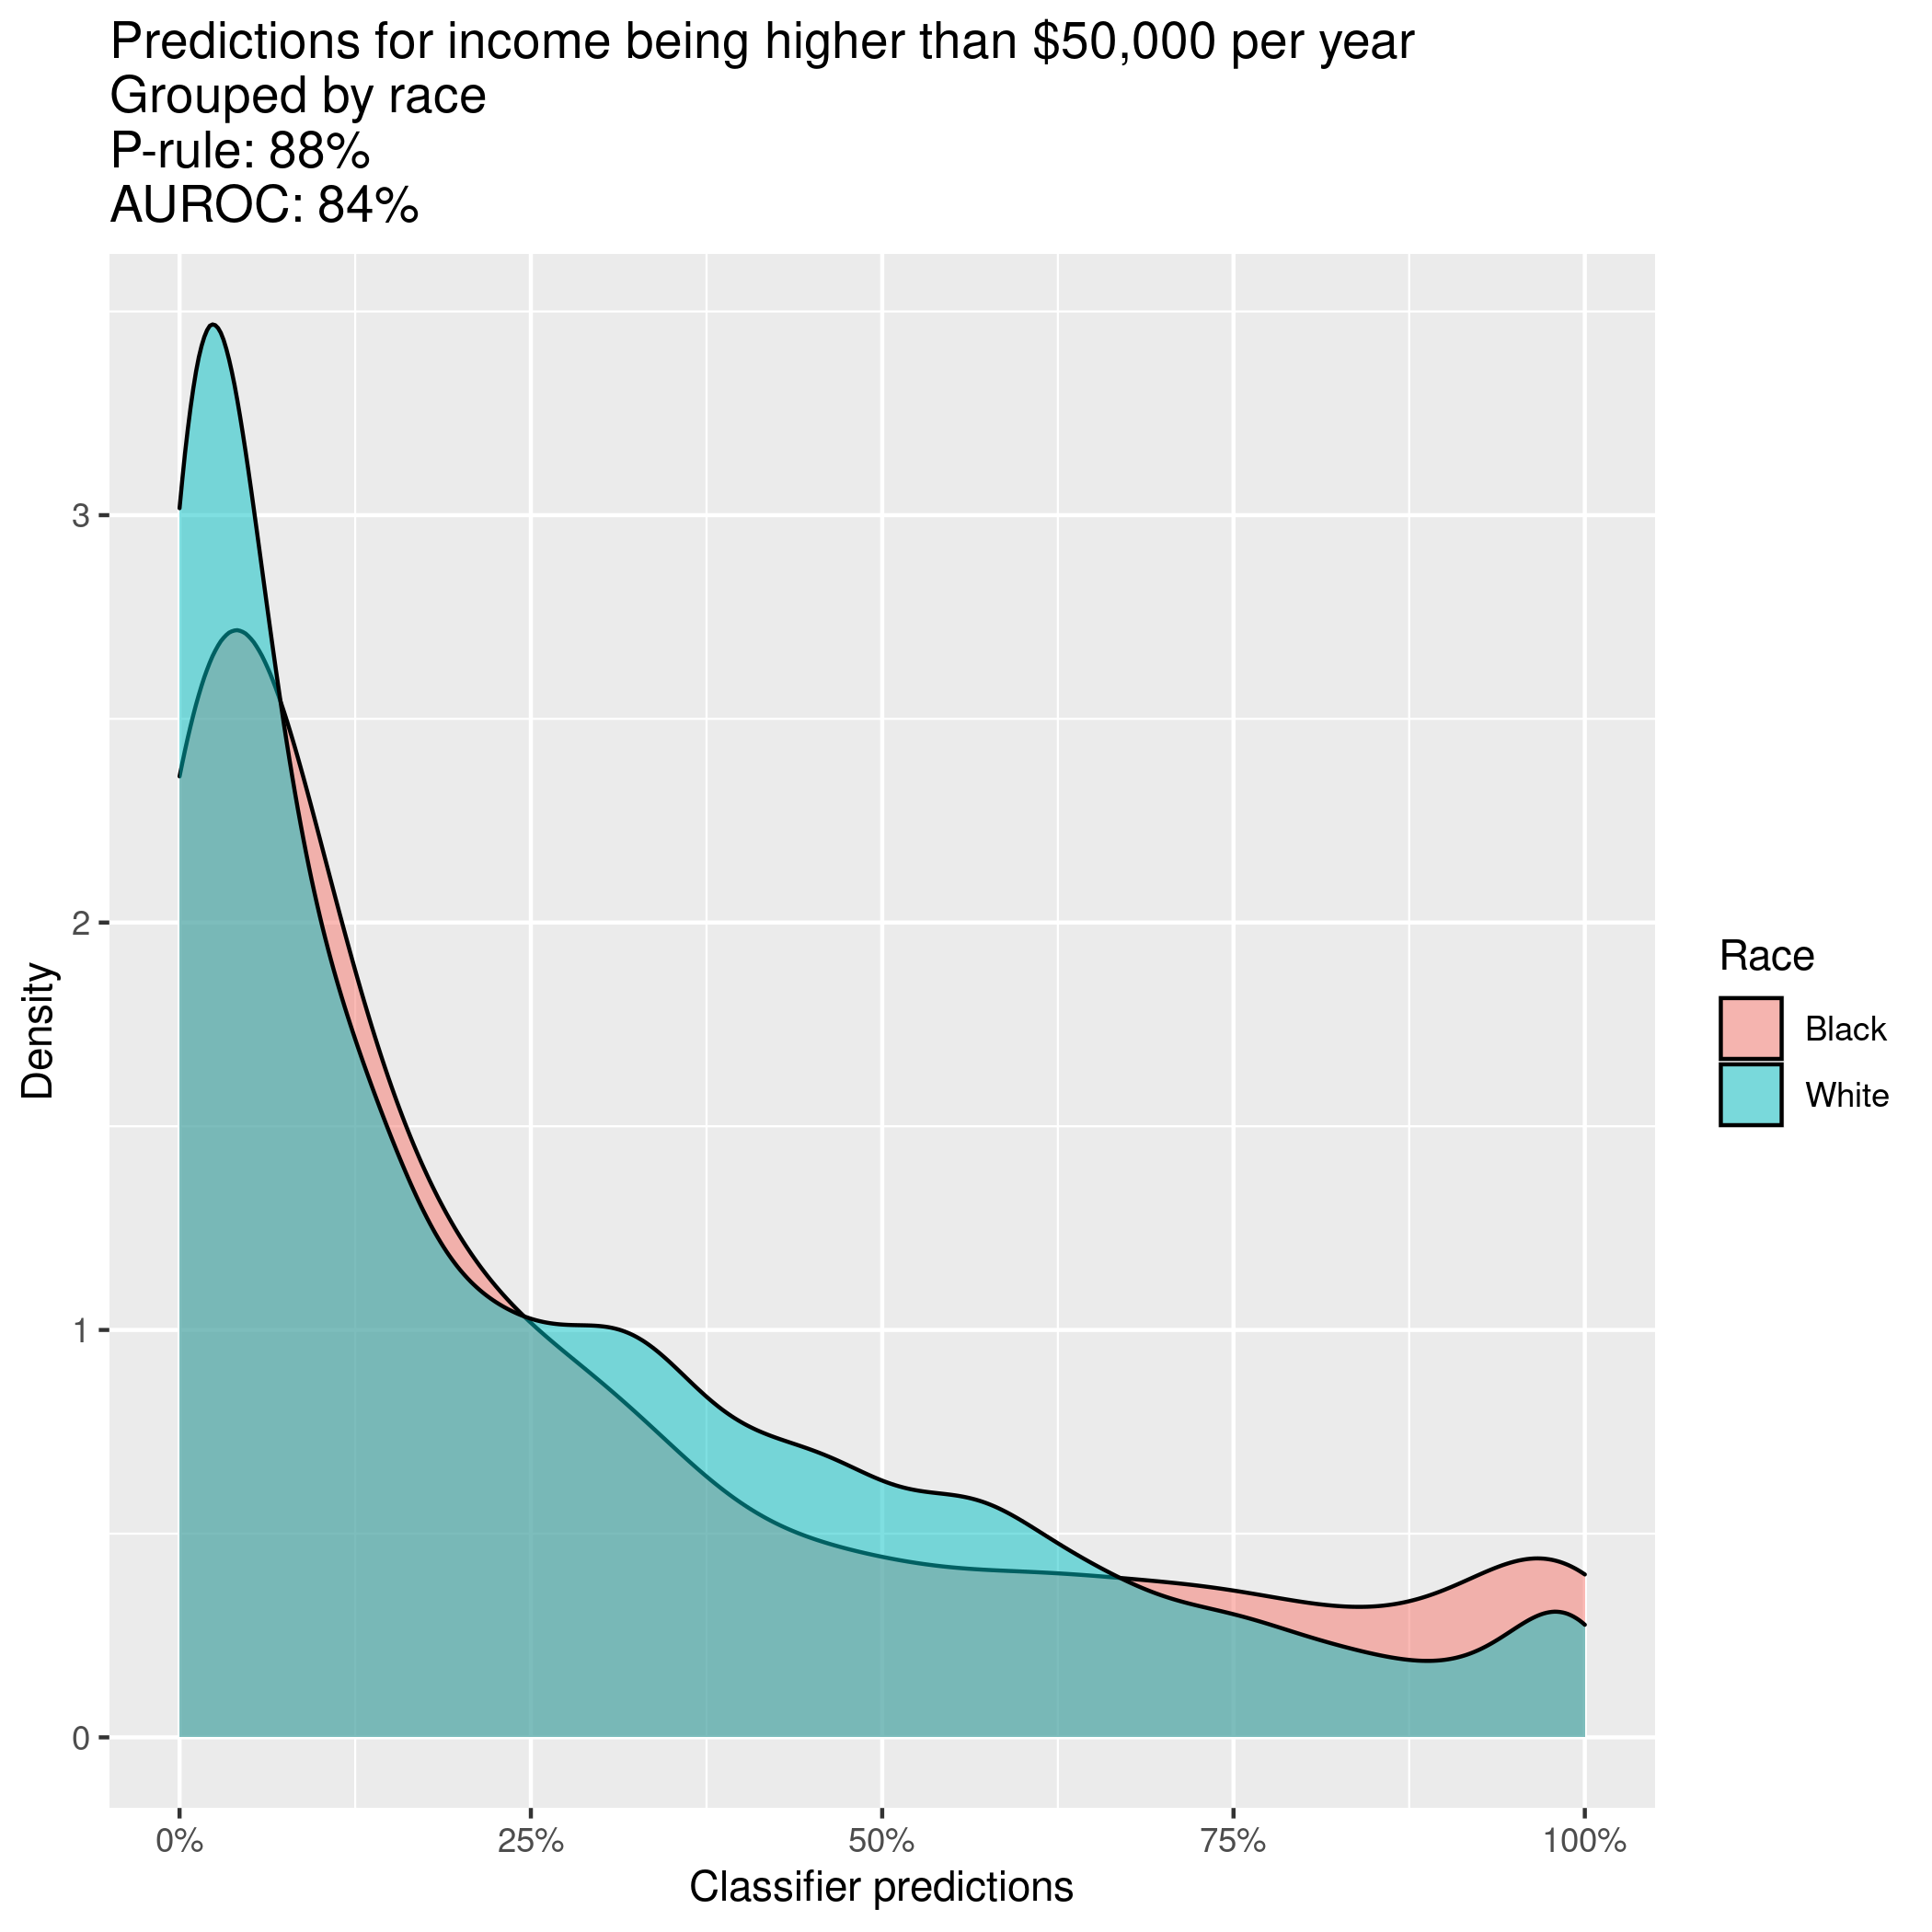 Predictions for income being higher than $50,000 per year
Grouped by race
P-rule: 88%
AUROC: 84%
3
2
1
0
Density
0%
25%
50%
75%
100%
Classifier predictions
Race
Black
White